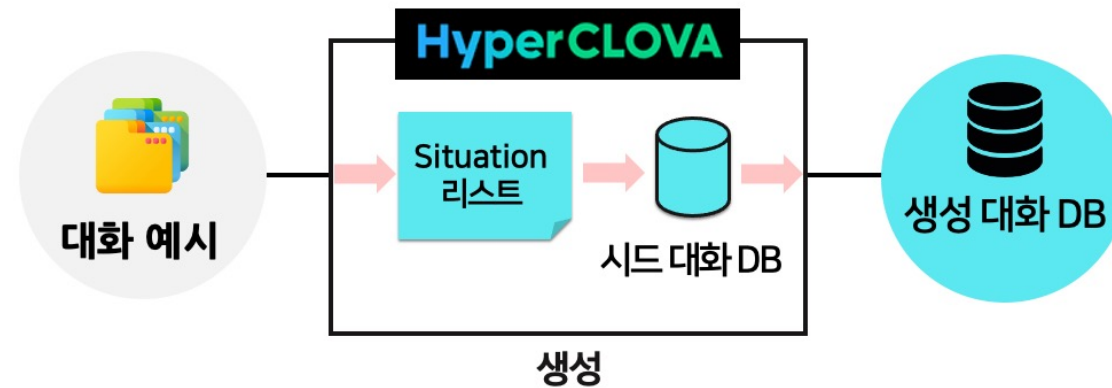 HyperCLOVA
대화 예시
Situation
리스트
시드 대화 DB
생성 대화 DB
생성